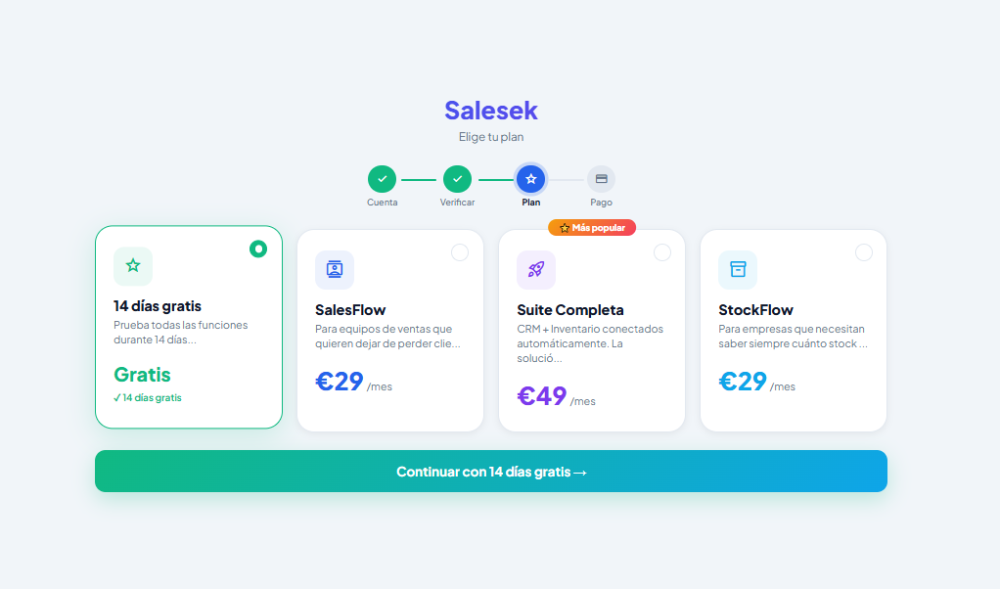 Salesek
Elige tu plan
Cuenta
Verificar
Plan
Pago
14 días gratis
Prueba todas las funciones
durante 14 días...
Gratis
✓ 14 días gratis
SalesFlow
Para equipos de ventas que
quieren dejar de perder clie...
€29 /mes
Más popular
Suite Completa
CRM + Inventario conectados
automáticamente. La
solució...
€49 /mes
StockFlow
Para empresas que necesitan
saber siempre cuánto stock ...
€29 /mes
Continuar con 14 días gratis →